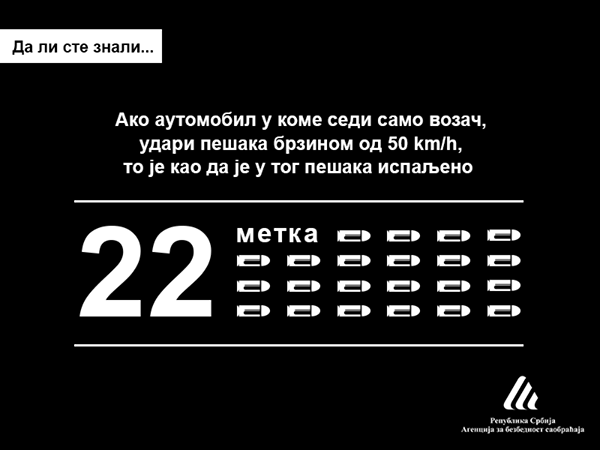 Да ли сте знали...
Ако аутомобил у коме седи само возач,
удари пешака брзином од 50 km/h,
то је као да је у тог пешака испаљено
22 метка
Република Србија
Агенција за безбедност саобраћаја